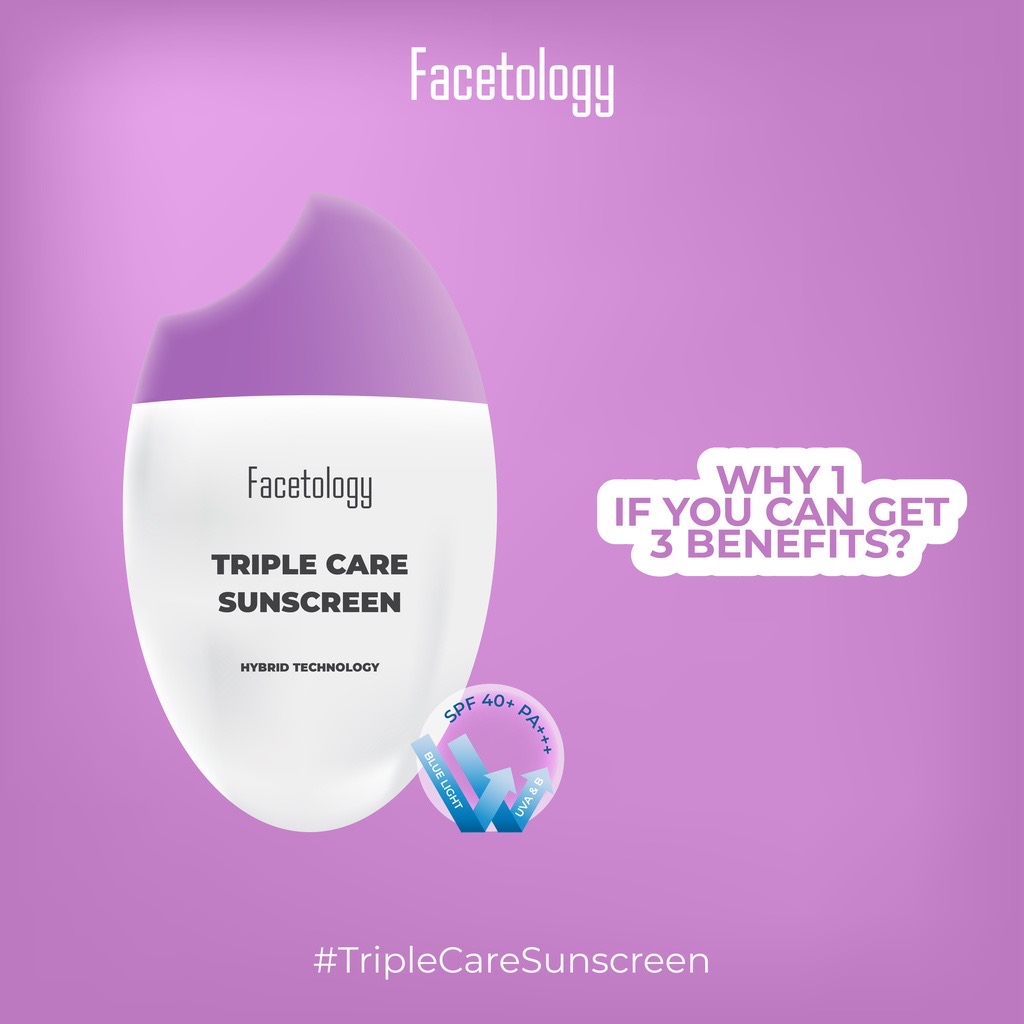 Facetology
Facetology
TRIPLE CARE
SUNSCREEN
HYBRID TECHNOLOGY
WHY 1
IF YOU CAN GET
3 BENEFITS?
SPF 40+ PA+++
BLUE LIGHT
UVA & B
#TripleCareSunscreen